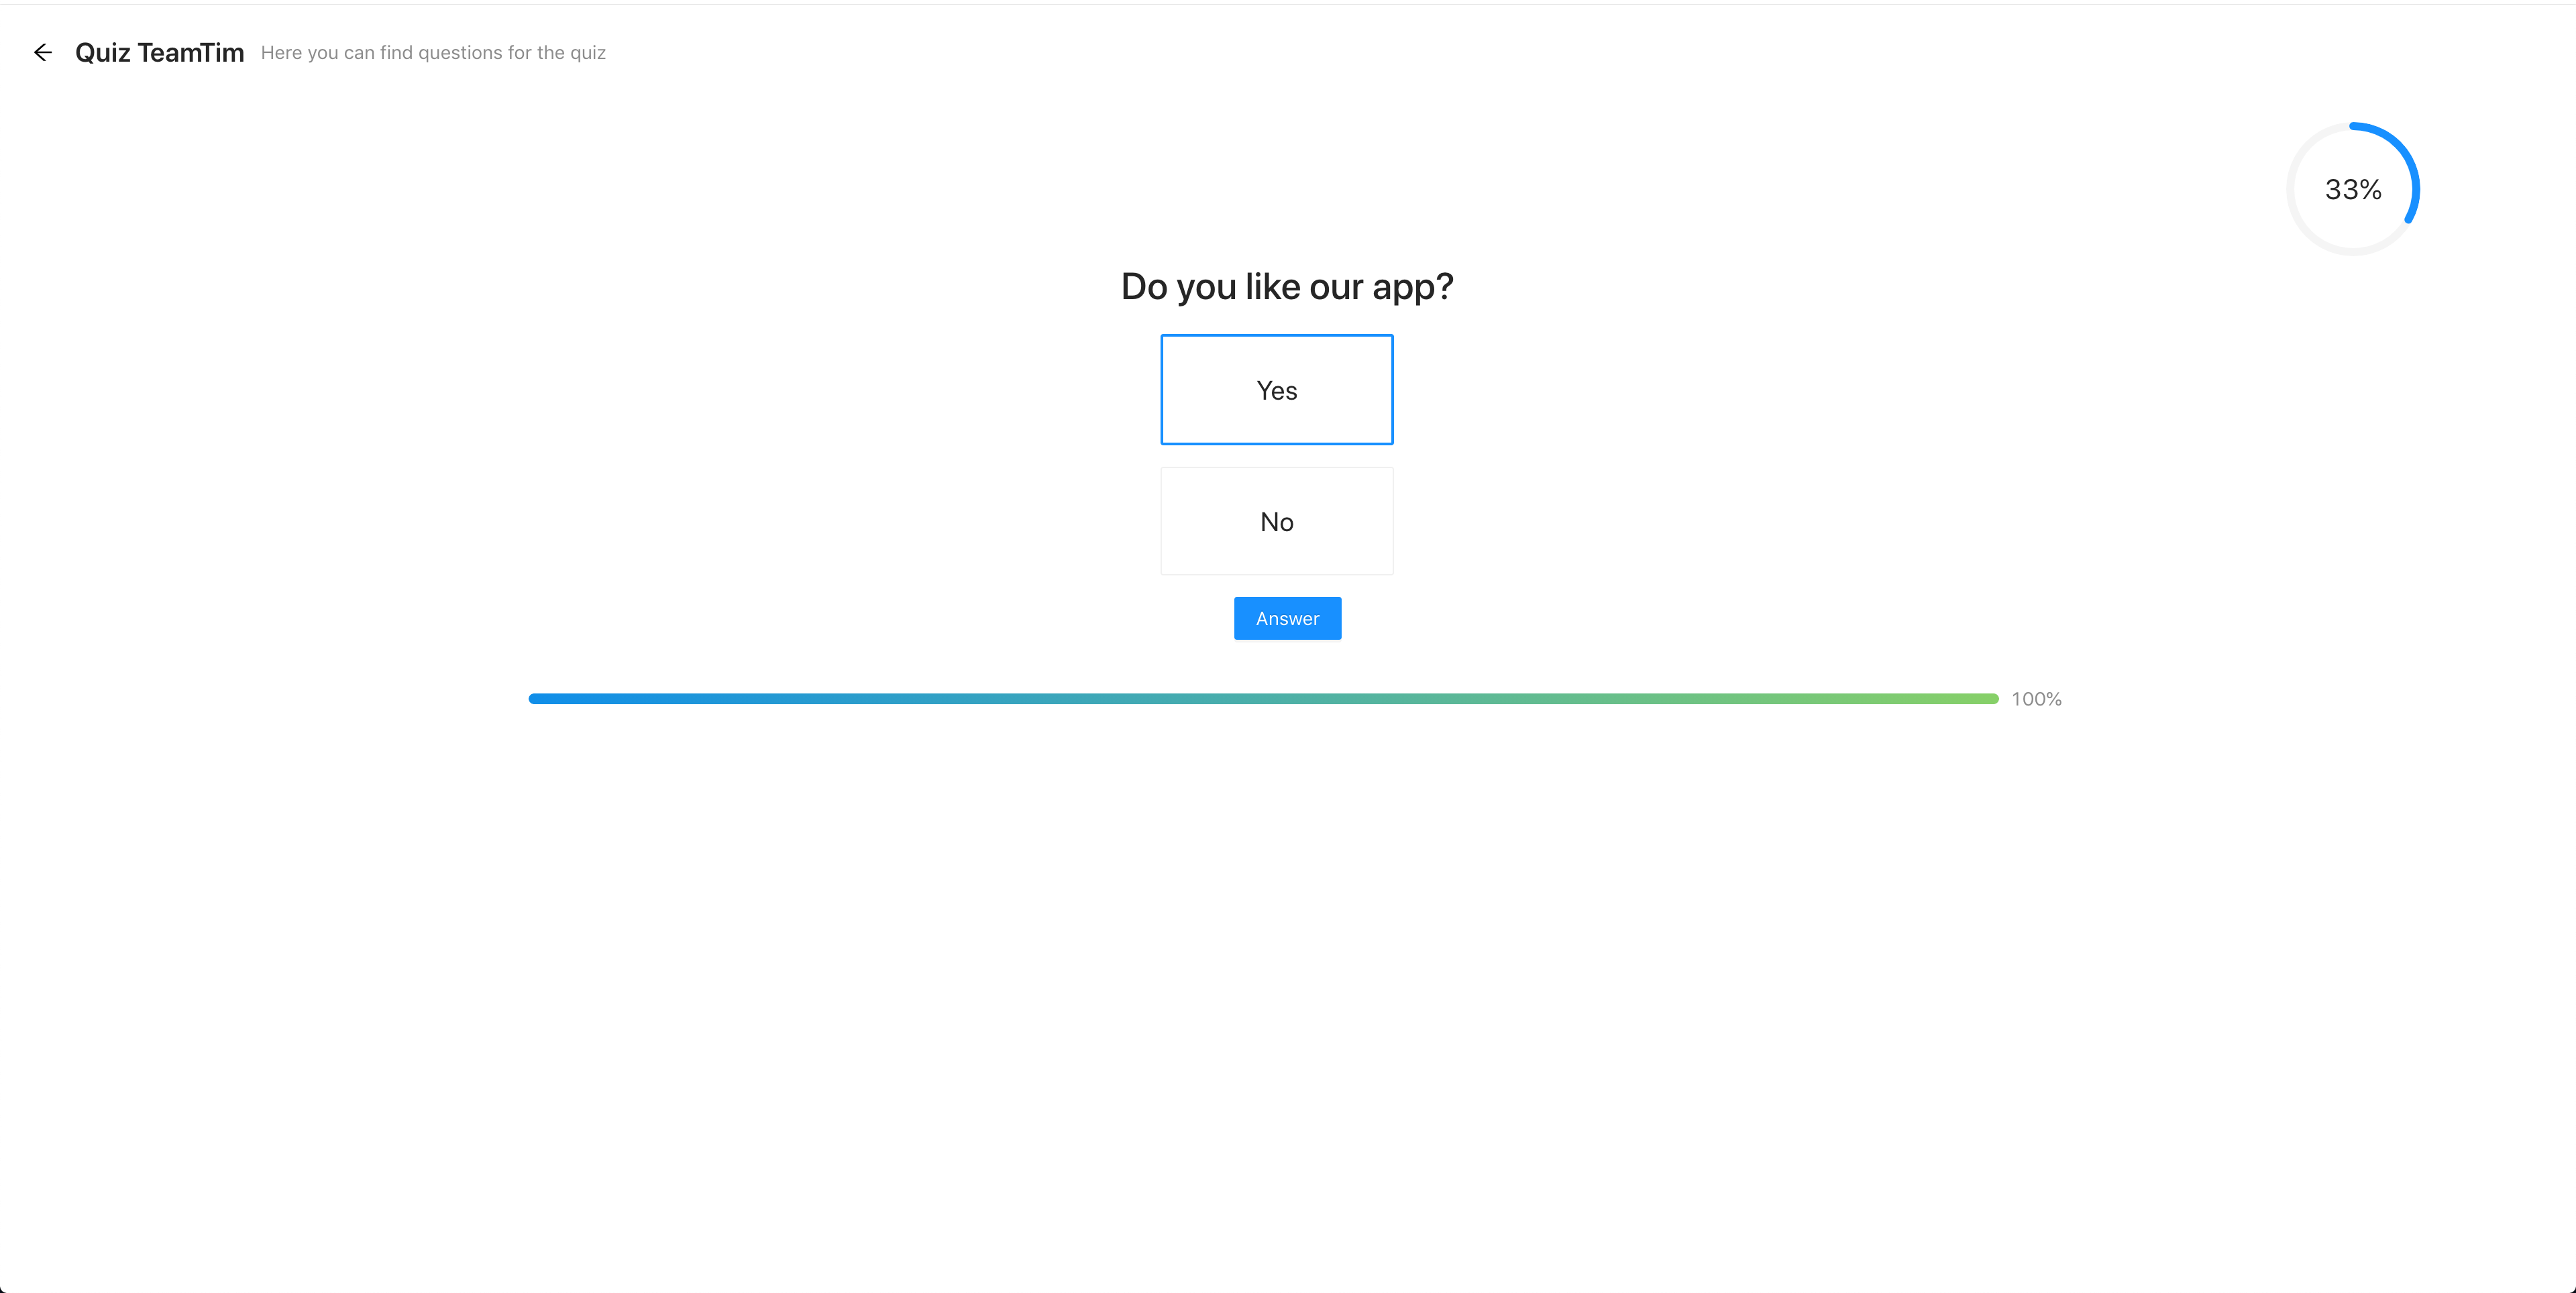 Quiz TeamTim Here you can find questions for the quiz
33%
Do you like our app?
Yes
No
Answer
100%